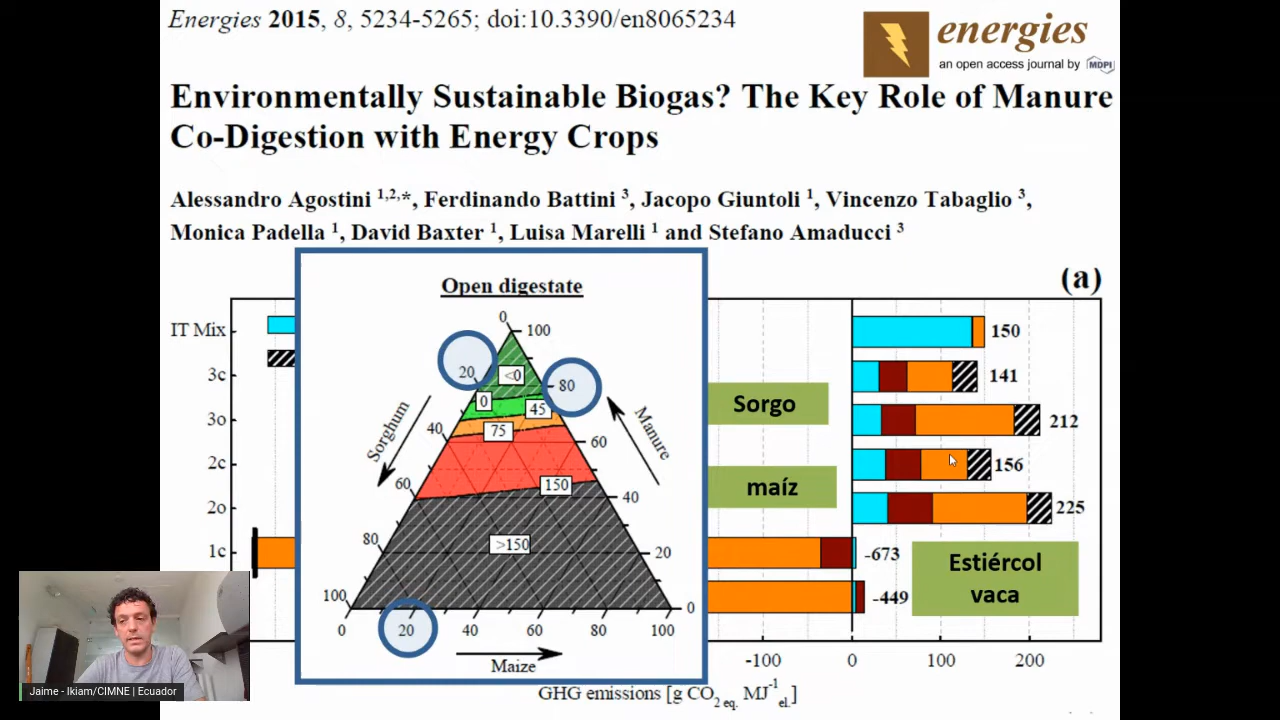 Energies 2015, 8, 5234-5265; doi:10.3390/en8065234
energies
an open access journal by MDPI
Environmentally Sustainable Biogas? The Key Role of Manure
Co-Digestion with Energy Crops
Alessandro Agostini 1,2,*, Ferdinando Battini 3, Jacopo Giuntoli 1, Vincenzo Tabaglio 3,
Monica Padella 1, David Baxter 1, Luisa Marelli 1 and Stefano Amaducci 3
(a)
Open digestate
0
100
20
<0
80
0
45
75
40
60
60
150
40
80
>150
20
100
0
0
20
40
60
80
100
Sorghum
Manure
Maize
IT Mix
3c
3o
2c
2o
1c
150
141
212
156
225
-673
-449
Sorgo
maíz
Estiércol
vaca
-100
0
100
200
GHG emissions [g CO2 eq. MJ-1el.]
Jaime - Ikiam/CIMNE | Ecuador